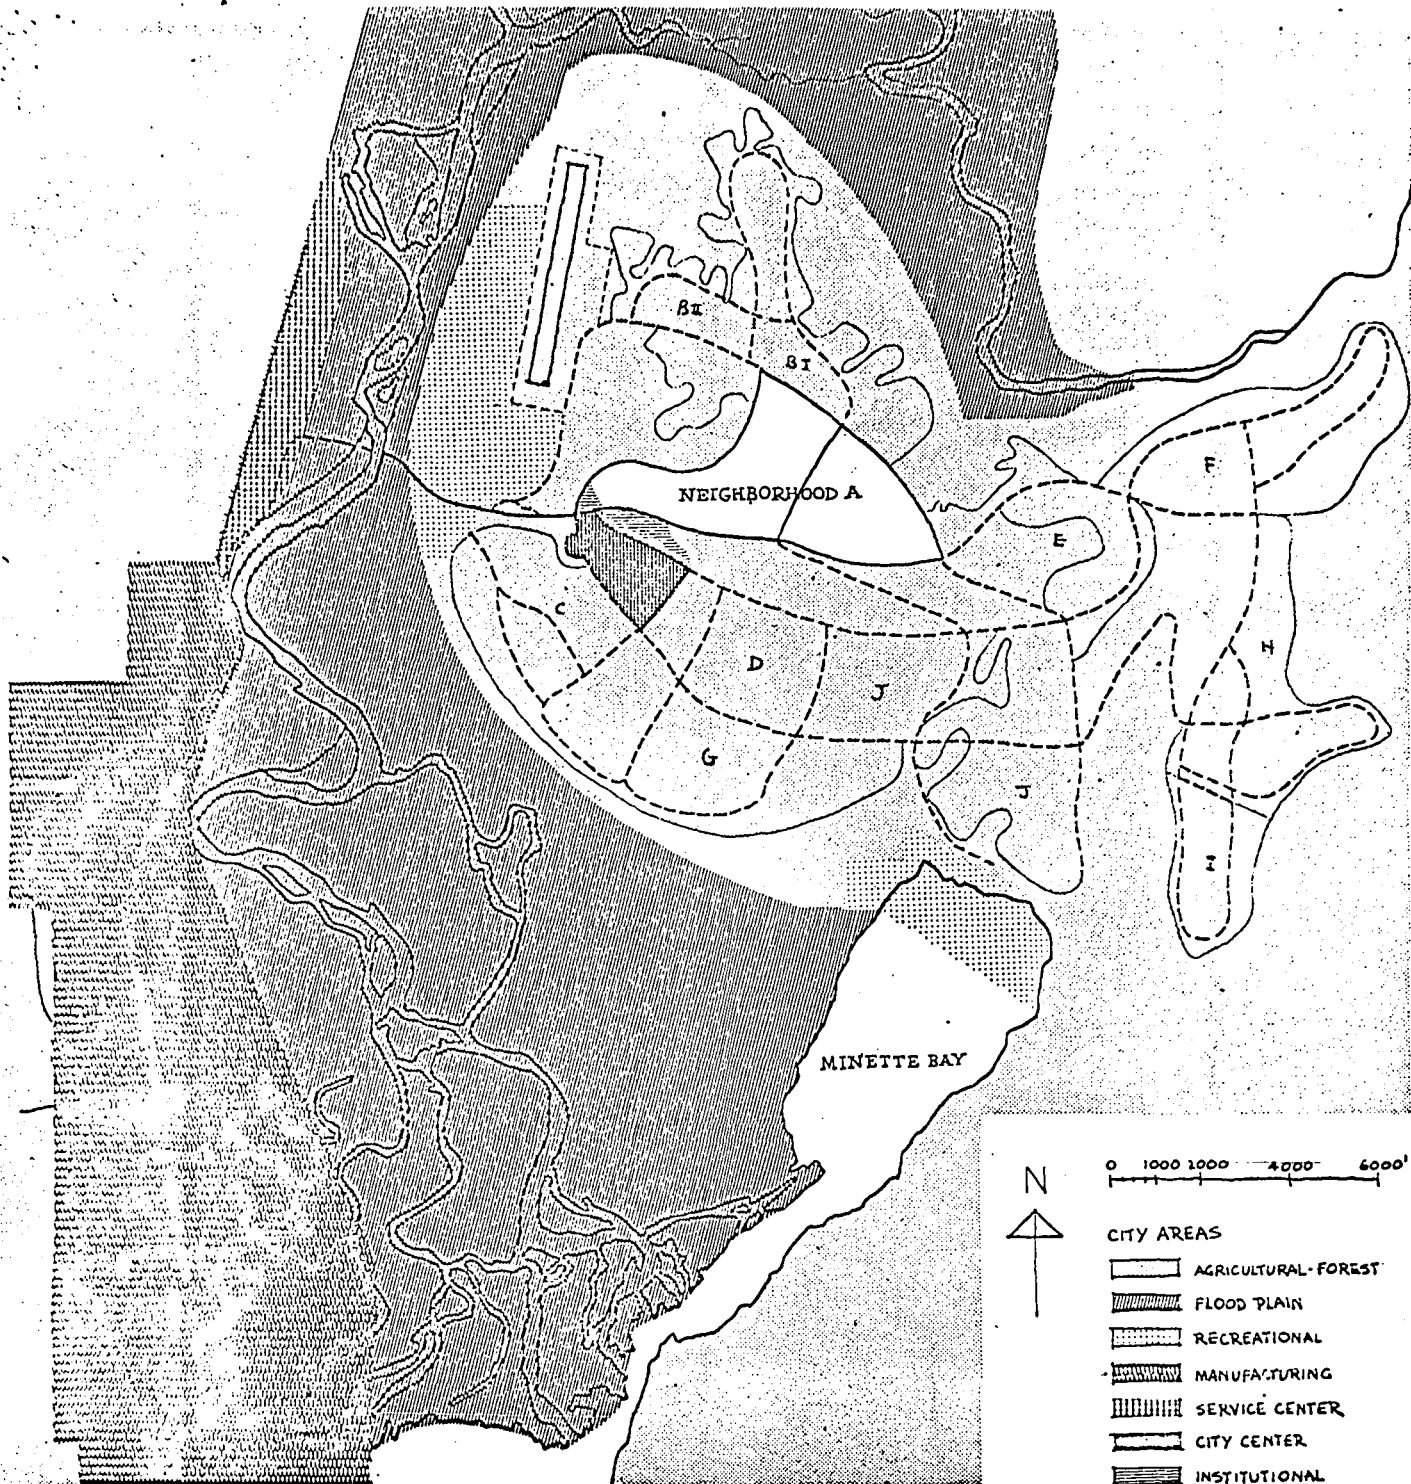 BII
BI
NEIGHBORHOOD A
F
E
C
H
D
J
G
J
I
MINETTE BAY
N
0 1000 2000 4000 6000'
CITY AREAS
AGRICULTURAL-FOREST
FLOOD PLAIN
RECREATIONAL
MANUFACTURING
SERVICE CENTER
CITY CENTER
INSTITUTIONAL